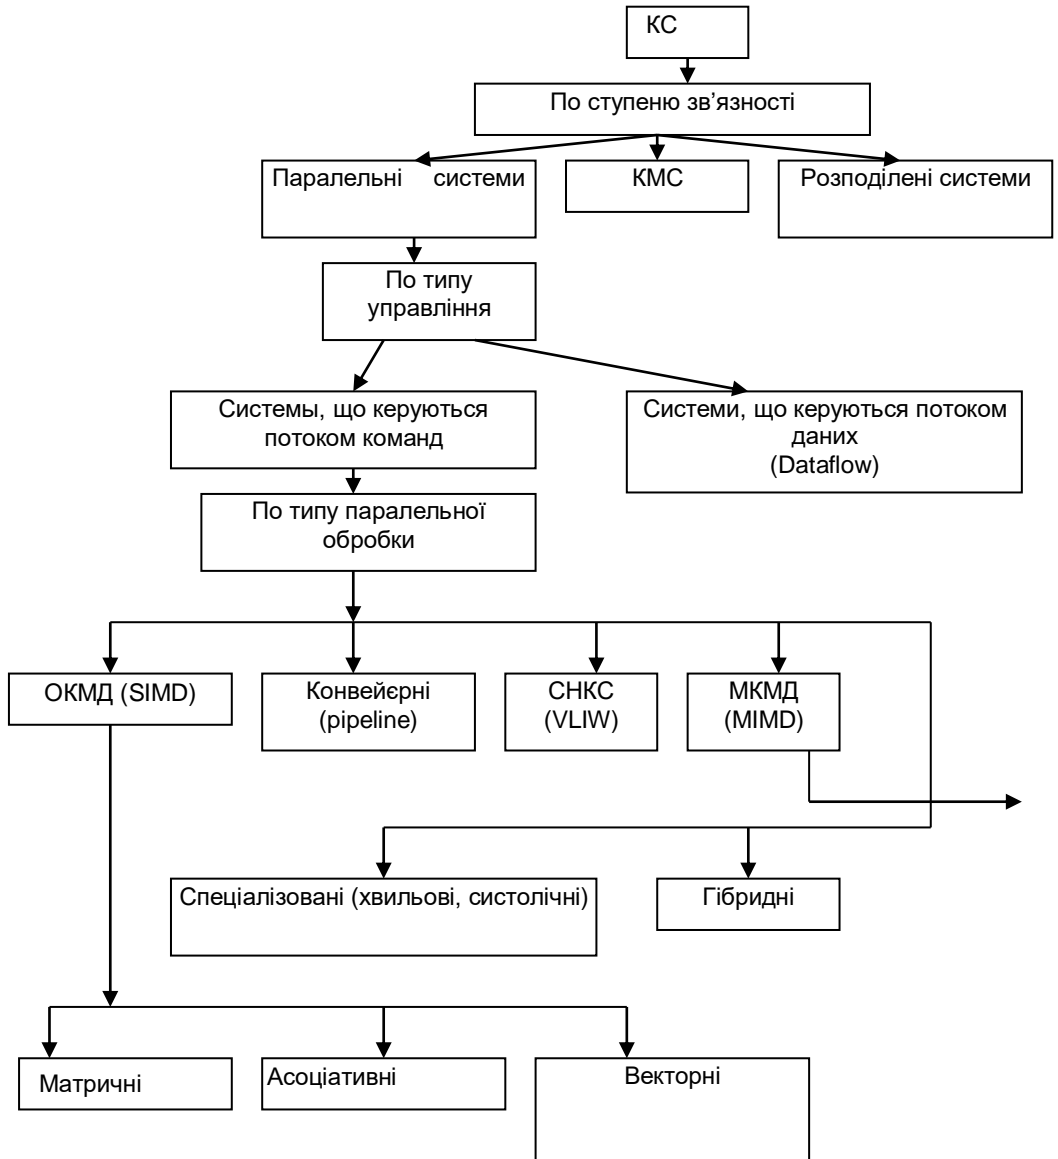 КС
По ступеню зв’язності
Паралельні системи
КМС
Розподілені системи
По типу
управління
Системы, що керуються
потоком команд
Системи, що керуються потоком
даних
(Dataflow)
По типу паралельної
обробки
ОКМД (SIMD)
Конвейєрні
(pipeline)
СНКС
(VLIW)
МКМД
(MIMD)
Спеціалізовані (хвильові, систолічні)
Гібридні
Матричні
Асоціативні
Векторні